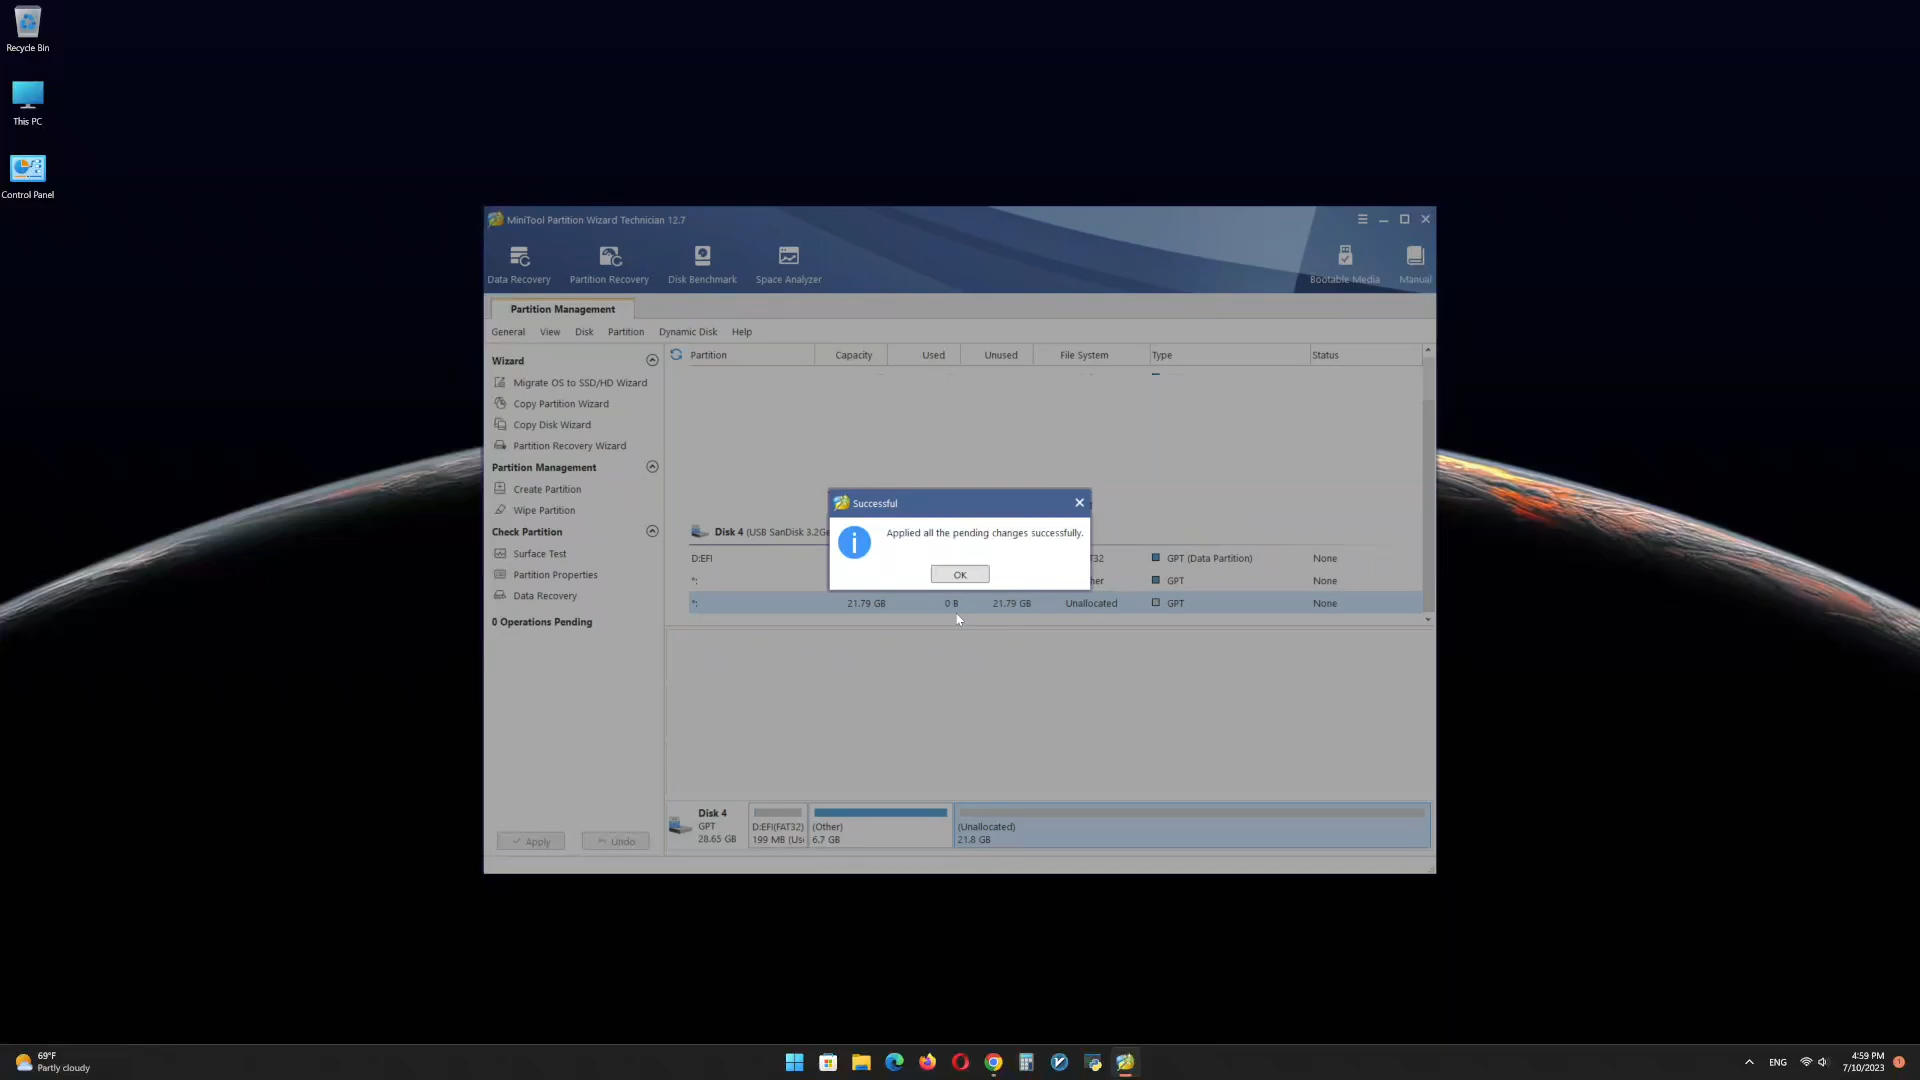 Recycle Bin
This PC
Control Panel
MiniTool Partition Wizard Technician 12.7
Data Recovery
Partition Recovery
Disk Benchmark
Space Analyzer
Bootable Media
Manual
Partition Management
General View Disk Partition Dynamic Disk Help
Wizard
Migrate OS to SSD/HD Wizard
Copy Partition Wizard
Copy Disk Wizard
Partition Recovery Wizard
Partition Management
Create Partition
Wipe Partition
Check Partition
Surface Test
Partition Properties
Data Recovery
0 Operations Pending
Apply
Undo
Partition Capacity Used Unused File System Type Status
Disk 4 (USB SanDisk 3.2Ge
D:EFI GPT (Data Partition) None
*: GPT None
*: 21.79 GB 0 B 21.79 GB Unallocated GPT None
Successful
Applied all the pending changes successfully.
OK
Disk 4
GPT
28.65 GB
D:EFI(FAT32)
199 MB (Us
(Other)
6.7 GB
(Unallocated)
21.8 GB
69°F
Partly cloudy
ENG
4:59 PM
7/10/2023
1